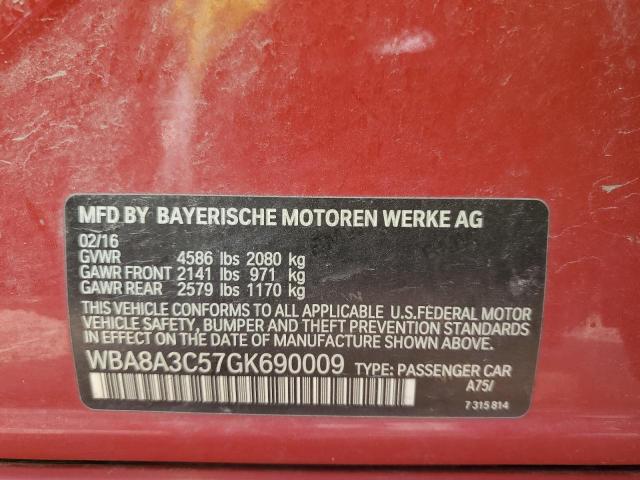 MFD BY BAYERISCHE MOTOREN WERKE AG
02/16
GVWR 4586 lbs 2080 kg
GAWR FRONT 2141 lbs 971 kg
GAWR REAR 2579 lbs 1170 kg
THIS VEHICLE CONFORMS TO ALL APPLICABLE U.S.FEDERAL MOTOR
VEHICLE SAFETY, BUMPER AND THEFT PREVENTION STANDARDS
IN EFFECT ON THE DATE OF MANUFACTURE SHOWN ABOVE.
WBA8A3C57GK690009 TYPE: PASSENGER CAR
A75/
7 315 814